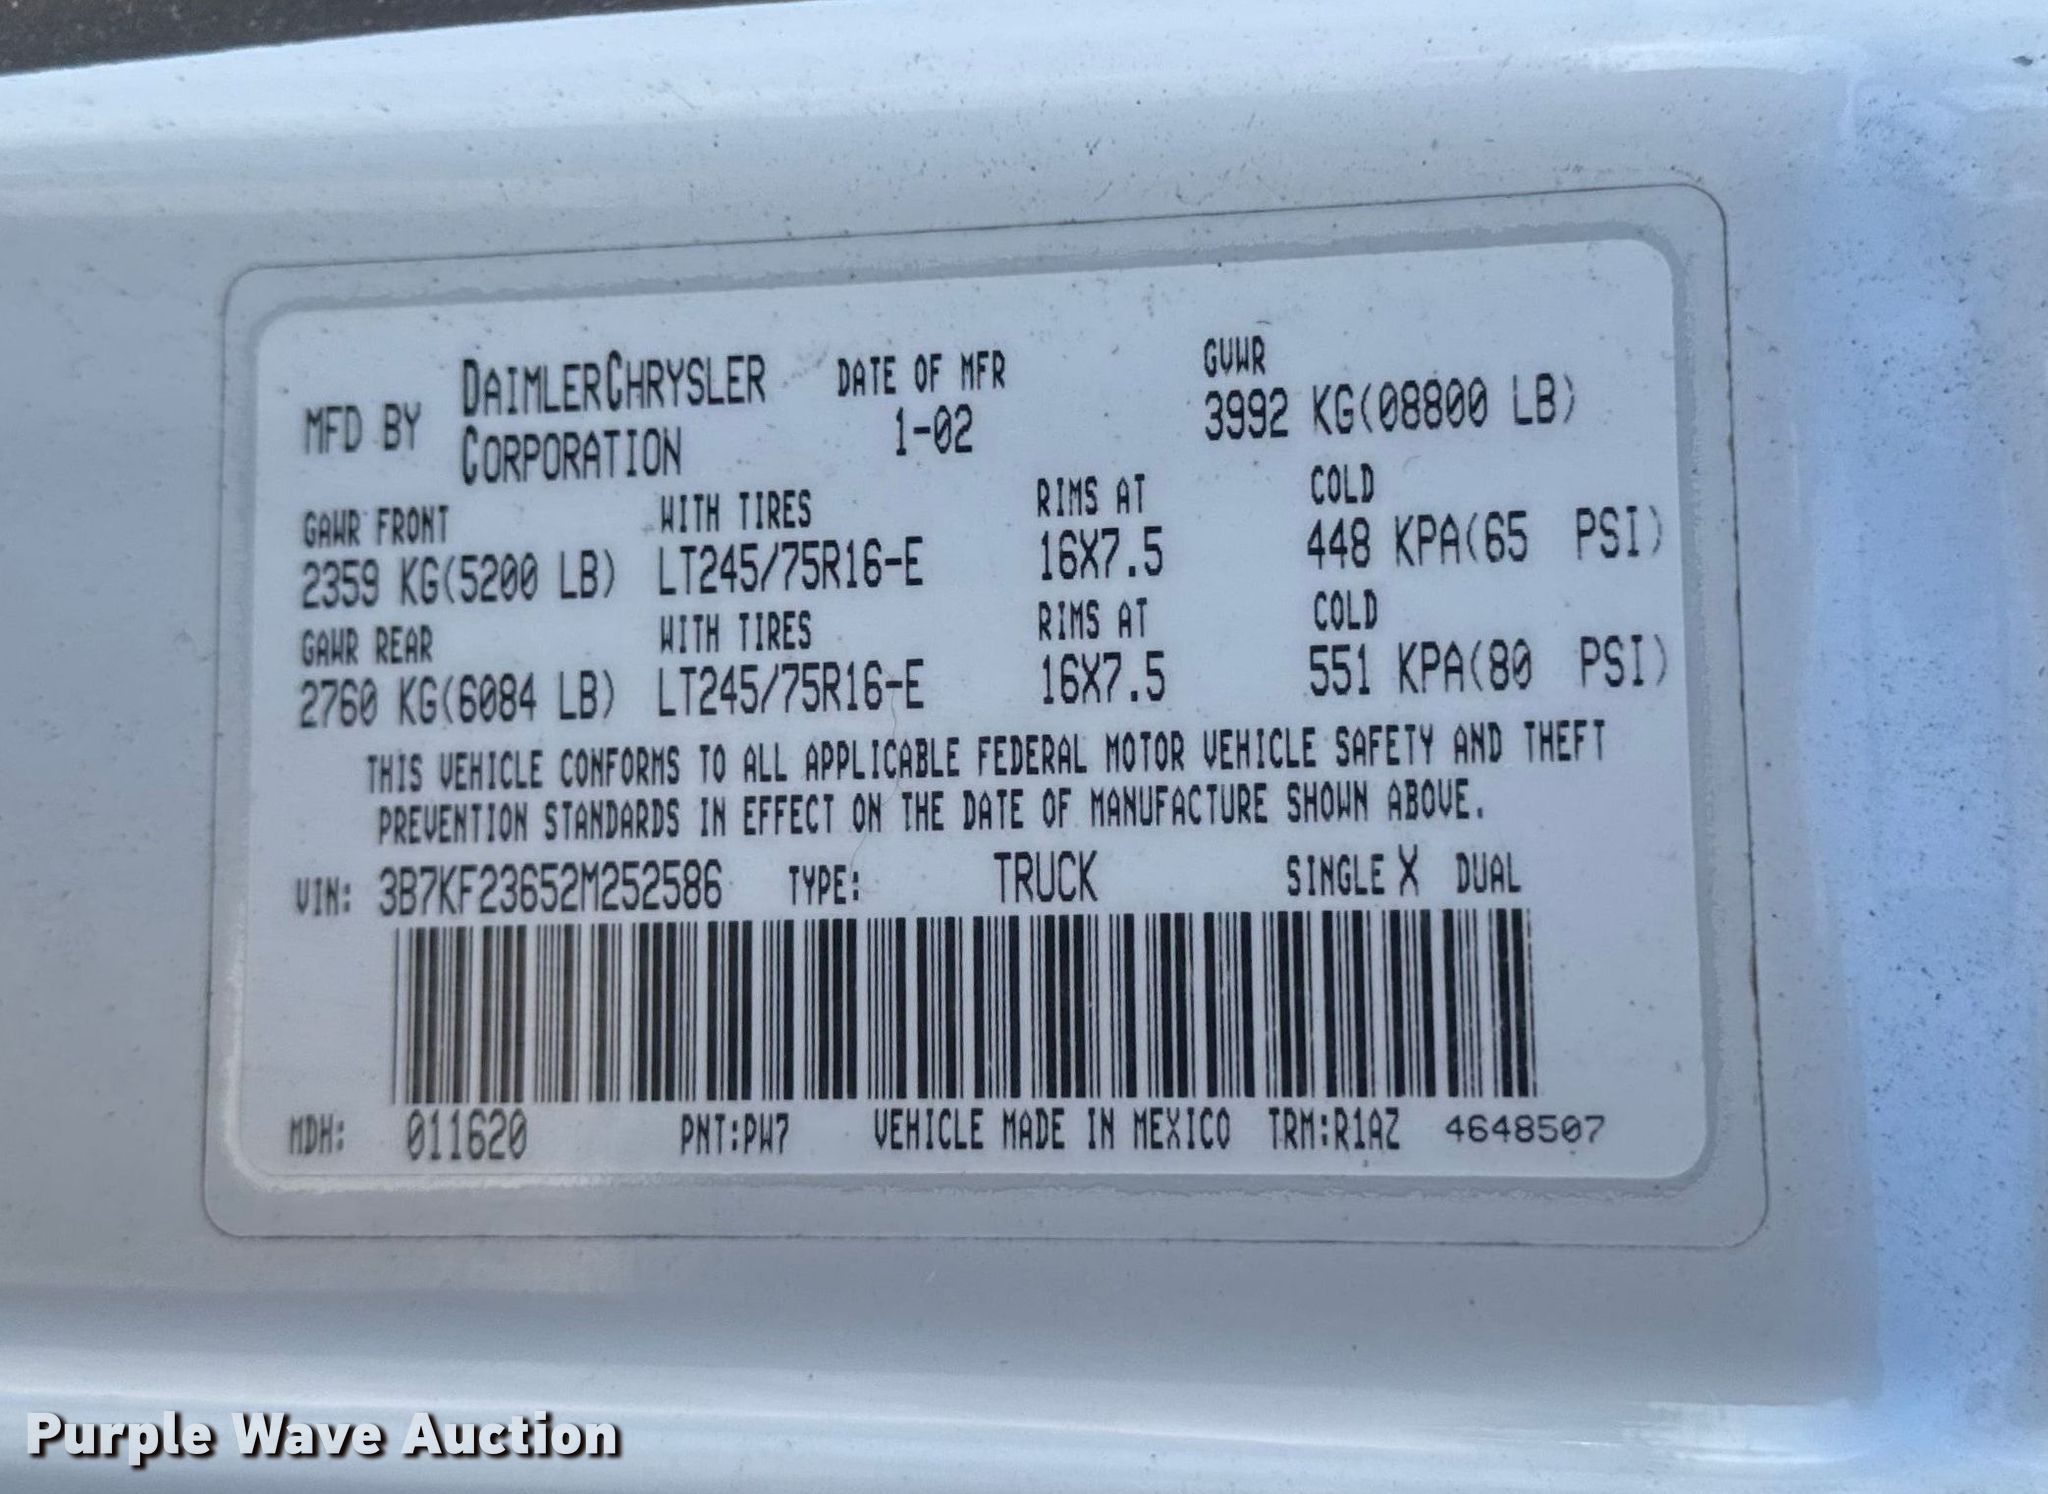 MFD BY DAIMLERCHRYSLER CORPORATION DATE OF MFR 1-02 GVWR 3992 KG(08800 LB)
GAWR FRONT WITH TIRES RIMS AT COLD
2359 KG(5200 LB) LT245/75R16-E 16X7.5 448 KPA(65 PSI)
GAWR REAR WITH TIRES RIMS AT COLD
2760 KG(6084 LB) LT245/75R16-E 16X7.5 551 KPA(80 PSI)
THIS VEHICLE CONFORMS TO ALL APPLICABLE FEDERAL MOTOR VEHICLE SAFETY AND THEFT
PREVENTION STANDARDS IN EFFECT ON THE DATE OF MANUFACTURE SHOWN ABOVE.
VIN: 3B7KF23652M252586 TYPE: TRUCK SINGLE X DUAL
MDH: 011620 PNT:PW7 VEHICLE MADE IN MEXICO TRM:R1AZ 4648507
Purple Wave Auction